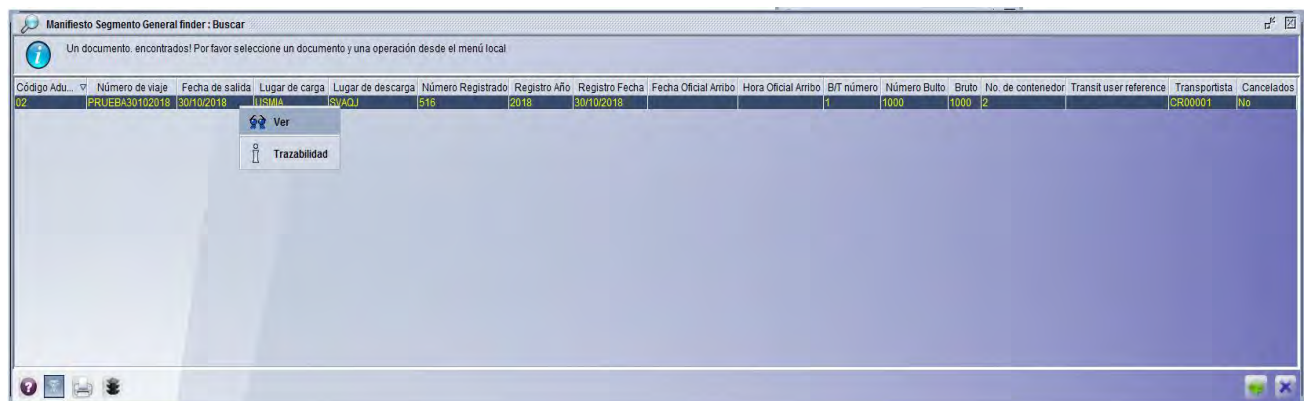 Manifiesto Segmento General finder : Buscar
Un documento. encontrados! Por favor seleccione un documento y una operación desde el menú local
Código Adu... Número de viaje Fecha de salida Lugar de carga Lugar de descarga Número Registrado Registro Año Registro Fecha Fecha Oficial Arribo Hora Oficial Arribo B/T número Número Bulto Bruto No. de contenedor Transit user reference Transportista Cancelados
02 PRUEBA30102018 30/10/2018 USMIA SVAQJ 516 2018 30/10/2018 1 1000 1000 2 CR00001 No
Ver
Trazabilidad